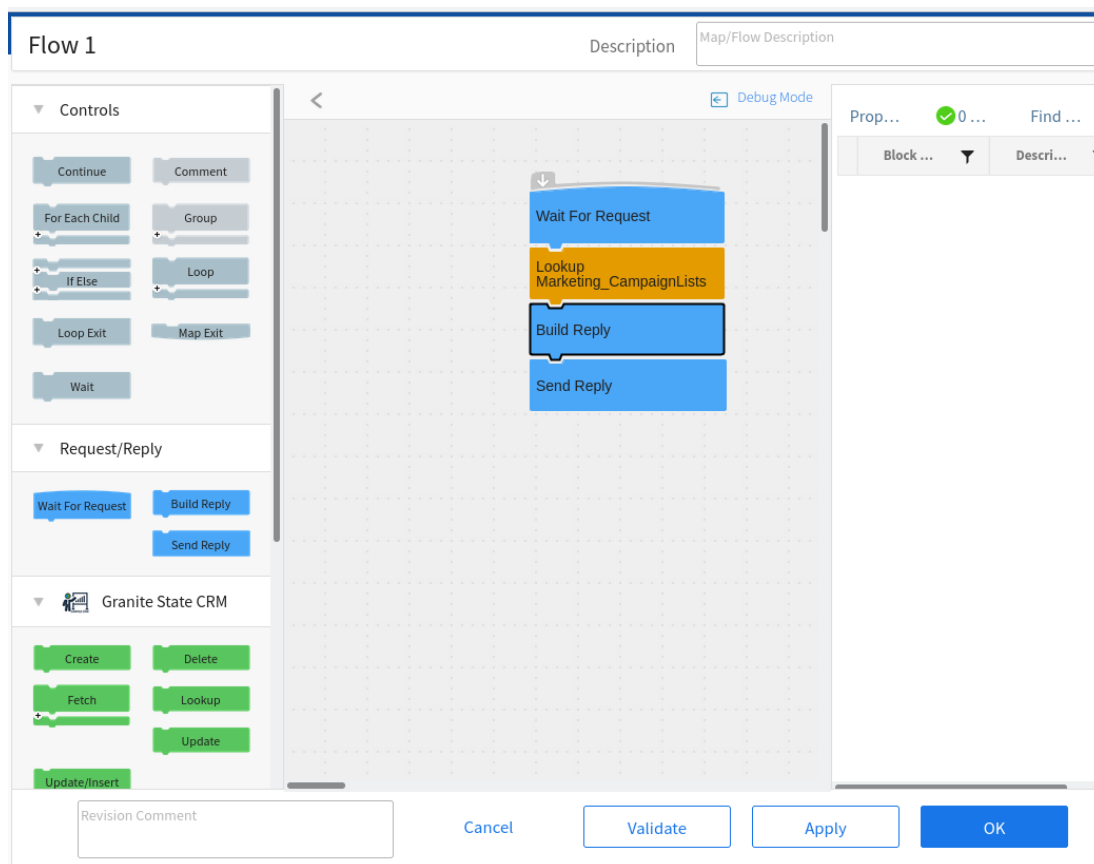 Flow 1
Description
Map/Flow Description
Controls
Continue
Comment
For Each Child
Group
If Else
Loop
Loop Exit
Map Exit
Wait
Request/Reply
Wait For Request
Build Reply
Send Reply
Granite State CRM
Create
Delete
Fetch
Lookup
Update
Update/Insert
Debug Mode
Wait For Request
Lookup
Marketing_CampaignLists
Build Reply
Send Reply
Prop...
0 ...
Find ...
Block ...
Descri...
Revision Comment
Cancel
Validate
Apply
OK